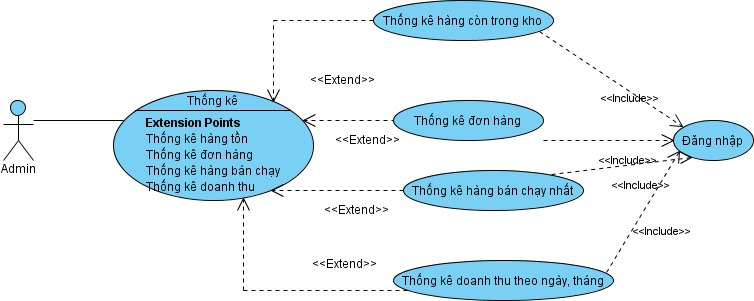 Thống kê hàng còn trong kho
<<Extend>>
<<Include>>
Thống kê
Extension Points
Thống kê hàng tồn
Thống kê đơn hàng
Thống kê hàng bán chạy
Thống kê doanh thu
Admin
Thống kê đơn hàng
<<Extend>>
Đăng nhập
<<Include>>
Thống kê hàng bán chạy nhất
<<Include>>
<<Extend>>
<<Include>>
<<Extend>>
Thống kê doanh thu theo ngày, tháng